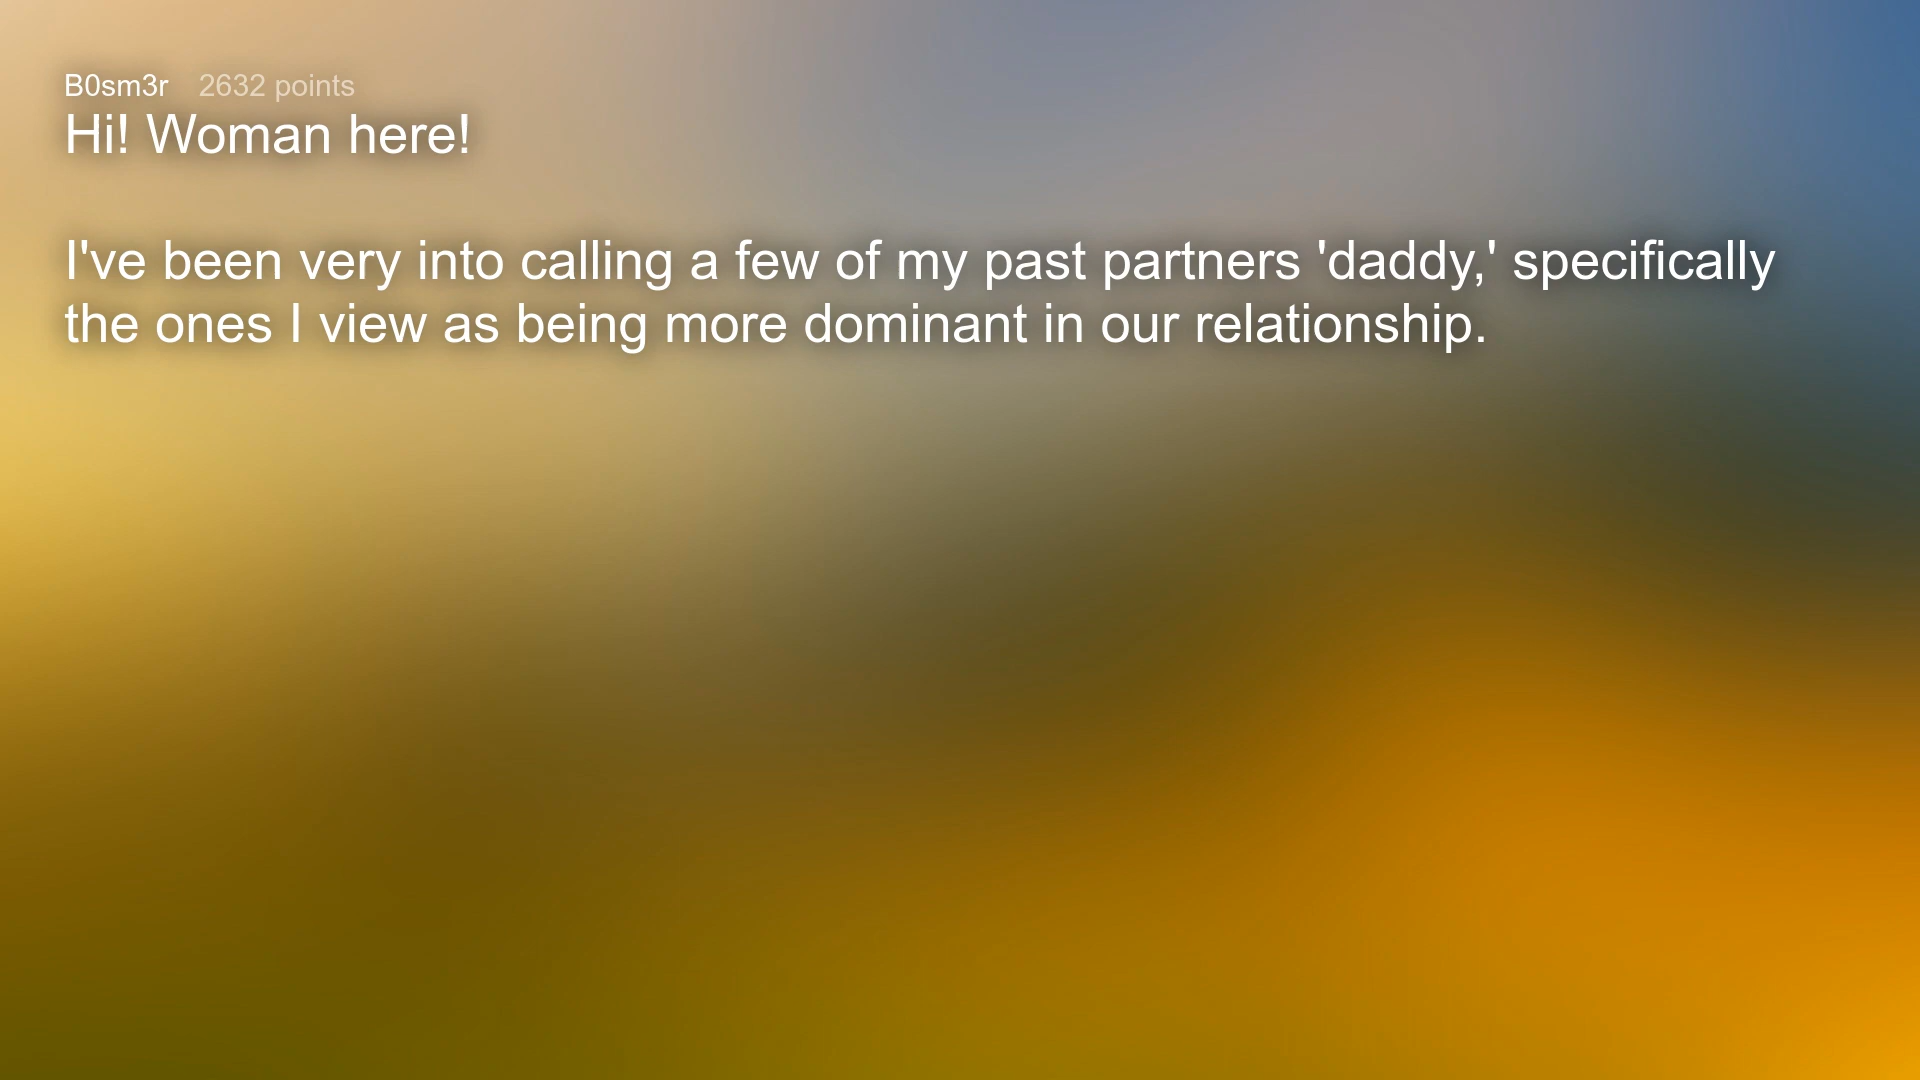 B0sm3r 2632 points
Hi! Woman here!
I've been very into calling a few of my past partners 'daddy,' specifically
the ones I view as being more dominant in our relationship.